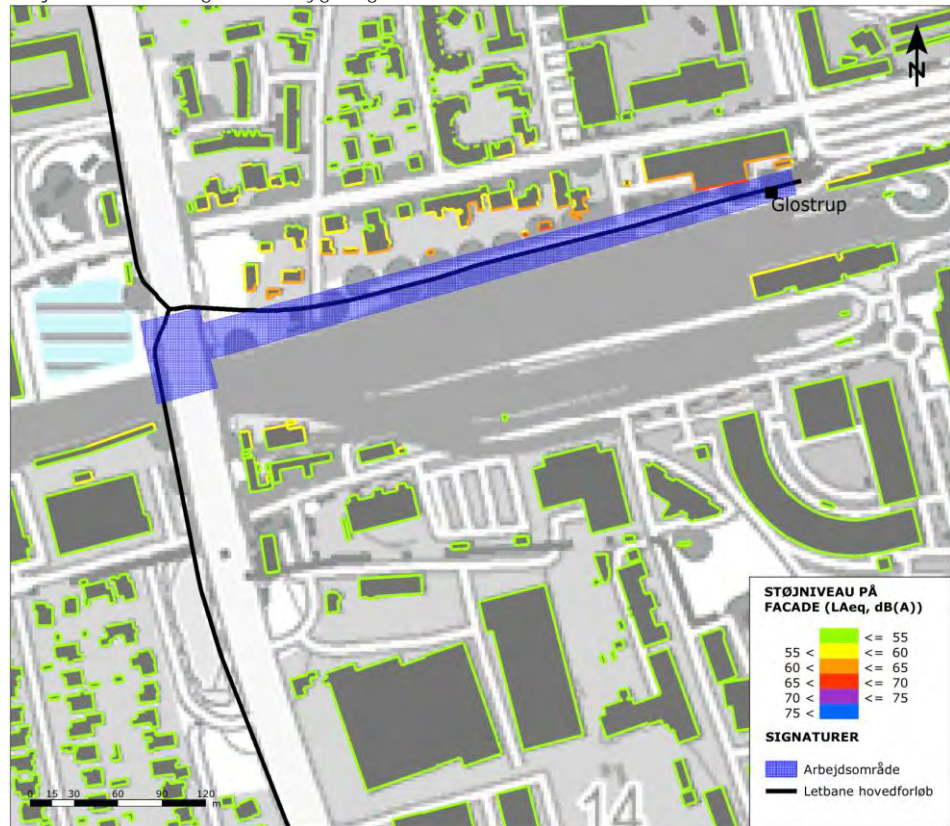 N
Glostrup
STØJNIVEAU PÅ
FACADE (LAeq, dB(A))
<= 55
55 < <= 60
60 < <= 65
65 < <= 70
70 < <= 75
75 <
SIGNATURER
Arbejdsområde
Letbane hovedforløb
0 15 30 60 90 120
m
14